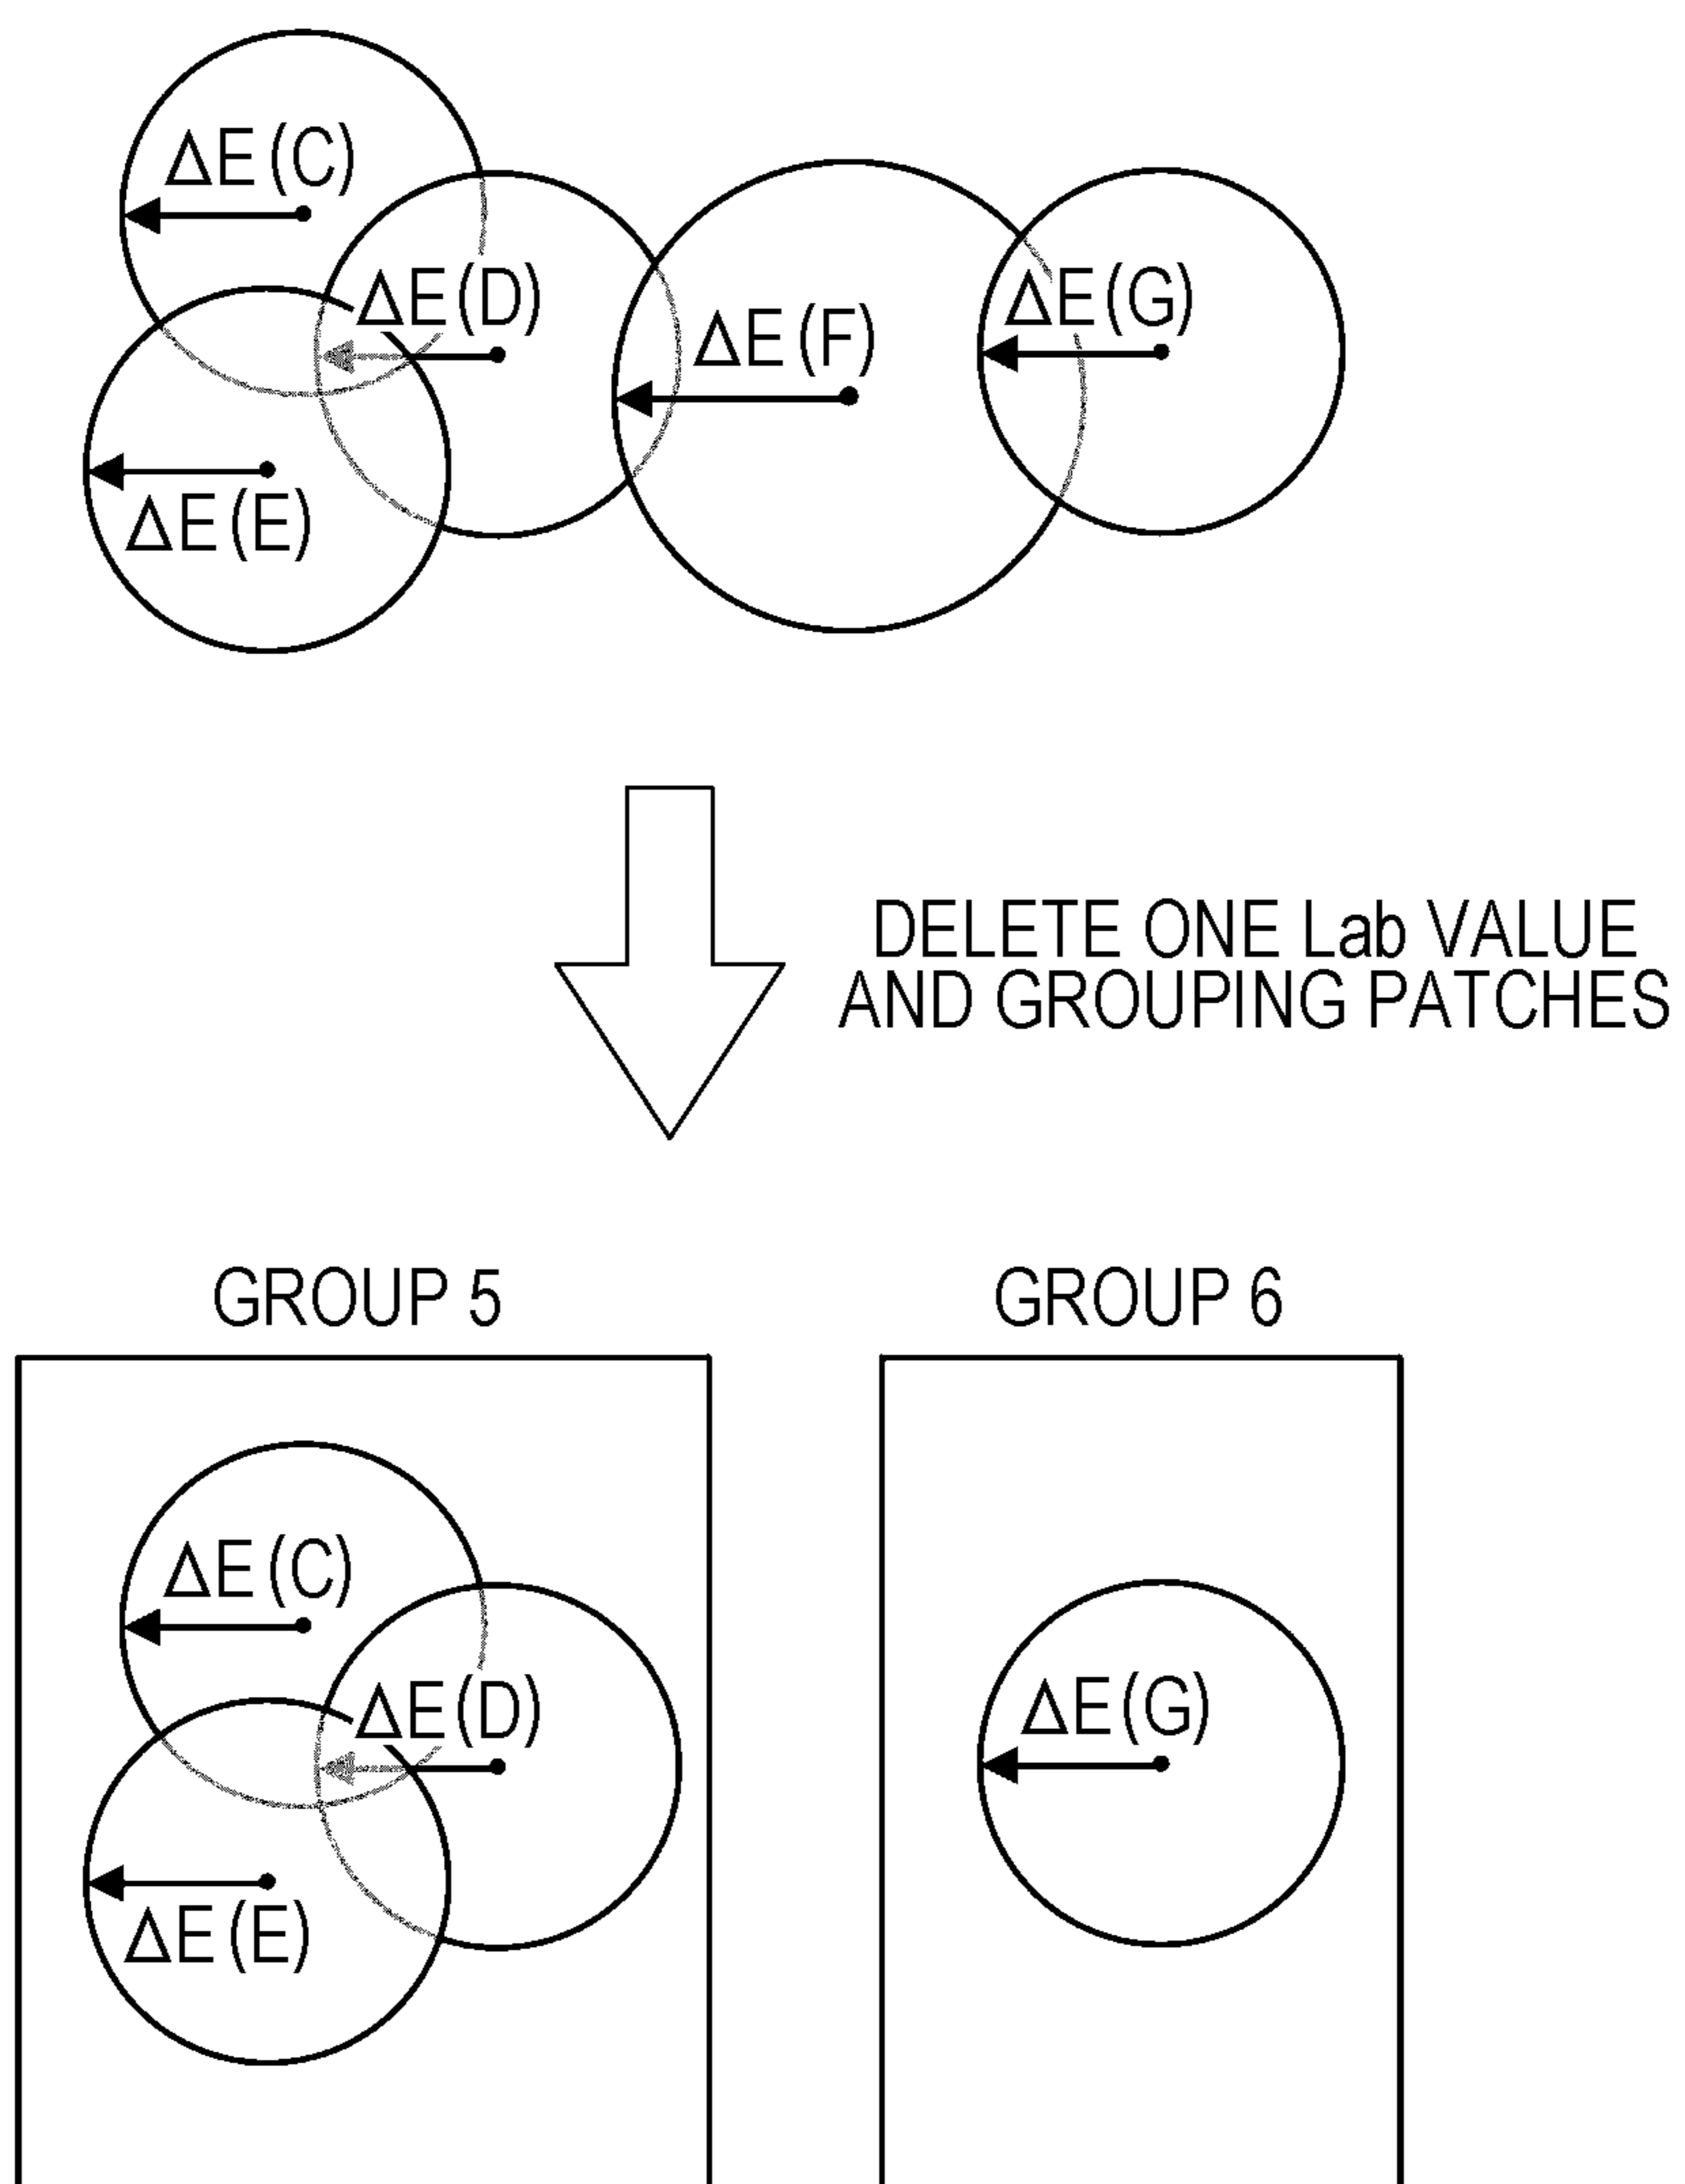 ΔE(C)
ΔE(D)
ΔE(F)
ΔE(G)
ΔE(E)
DELETE ONE Lab VALUE
AND GROUPING PATCHES
GROUP 5
GROUP 6
ΔE(C)
ΔE(D)
ΔE(G)
ΔE(E)